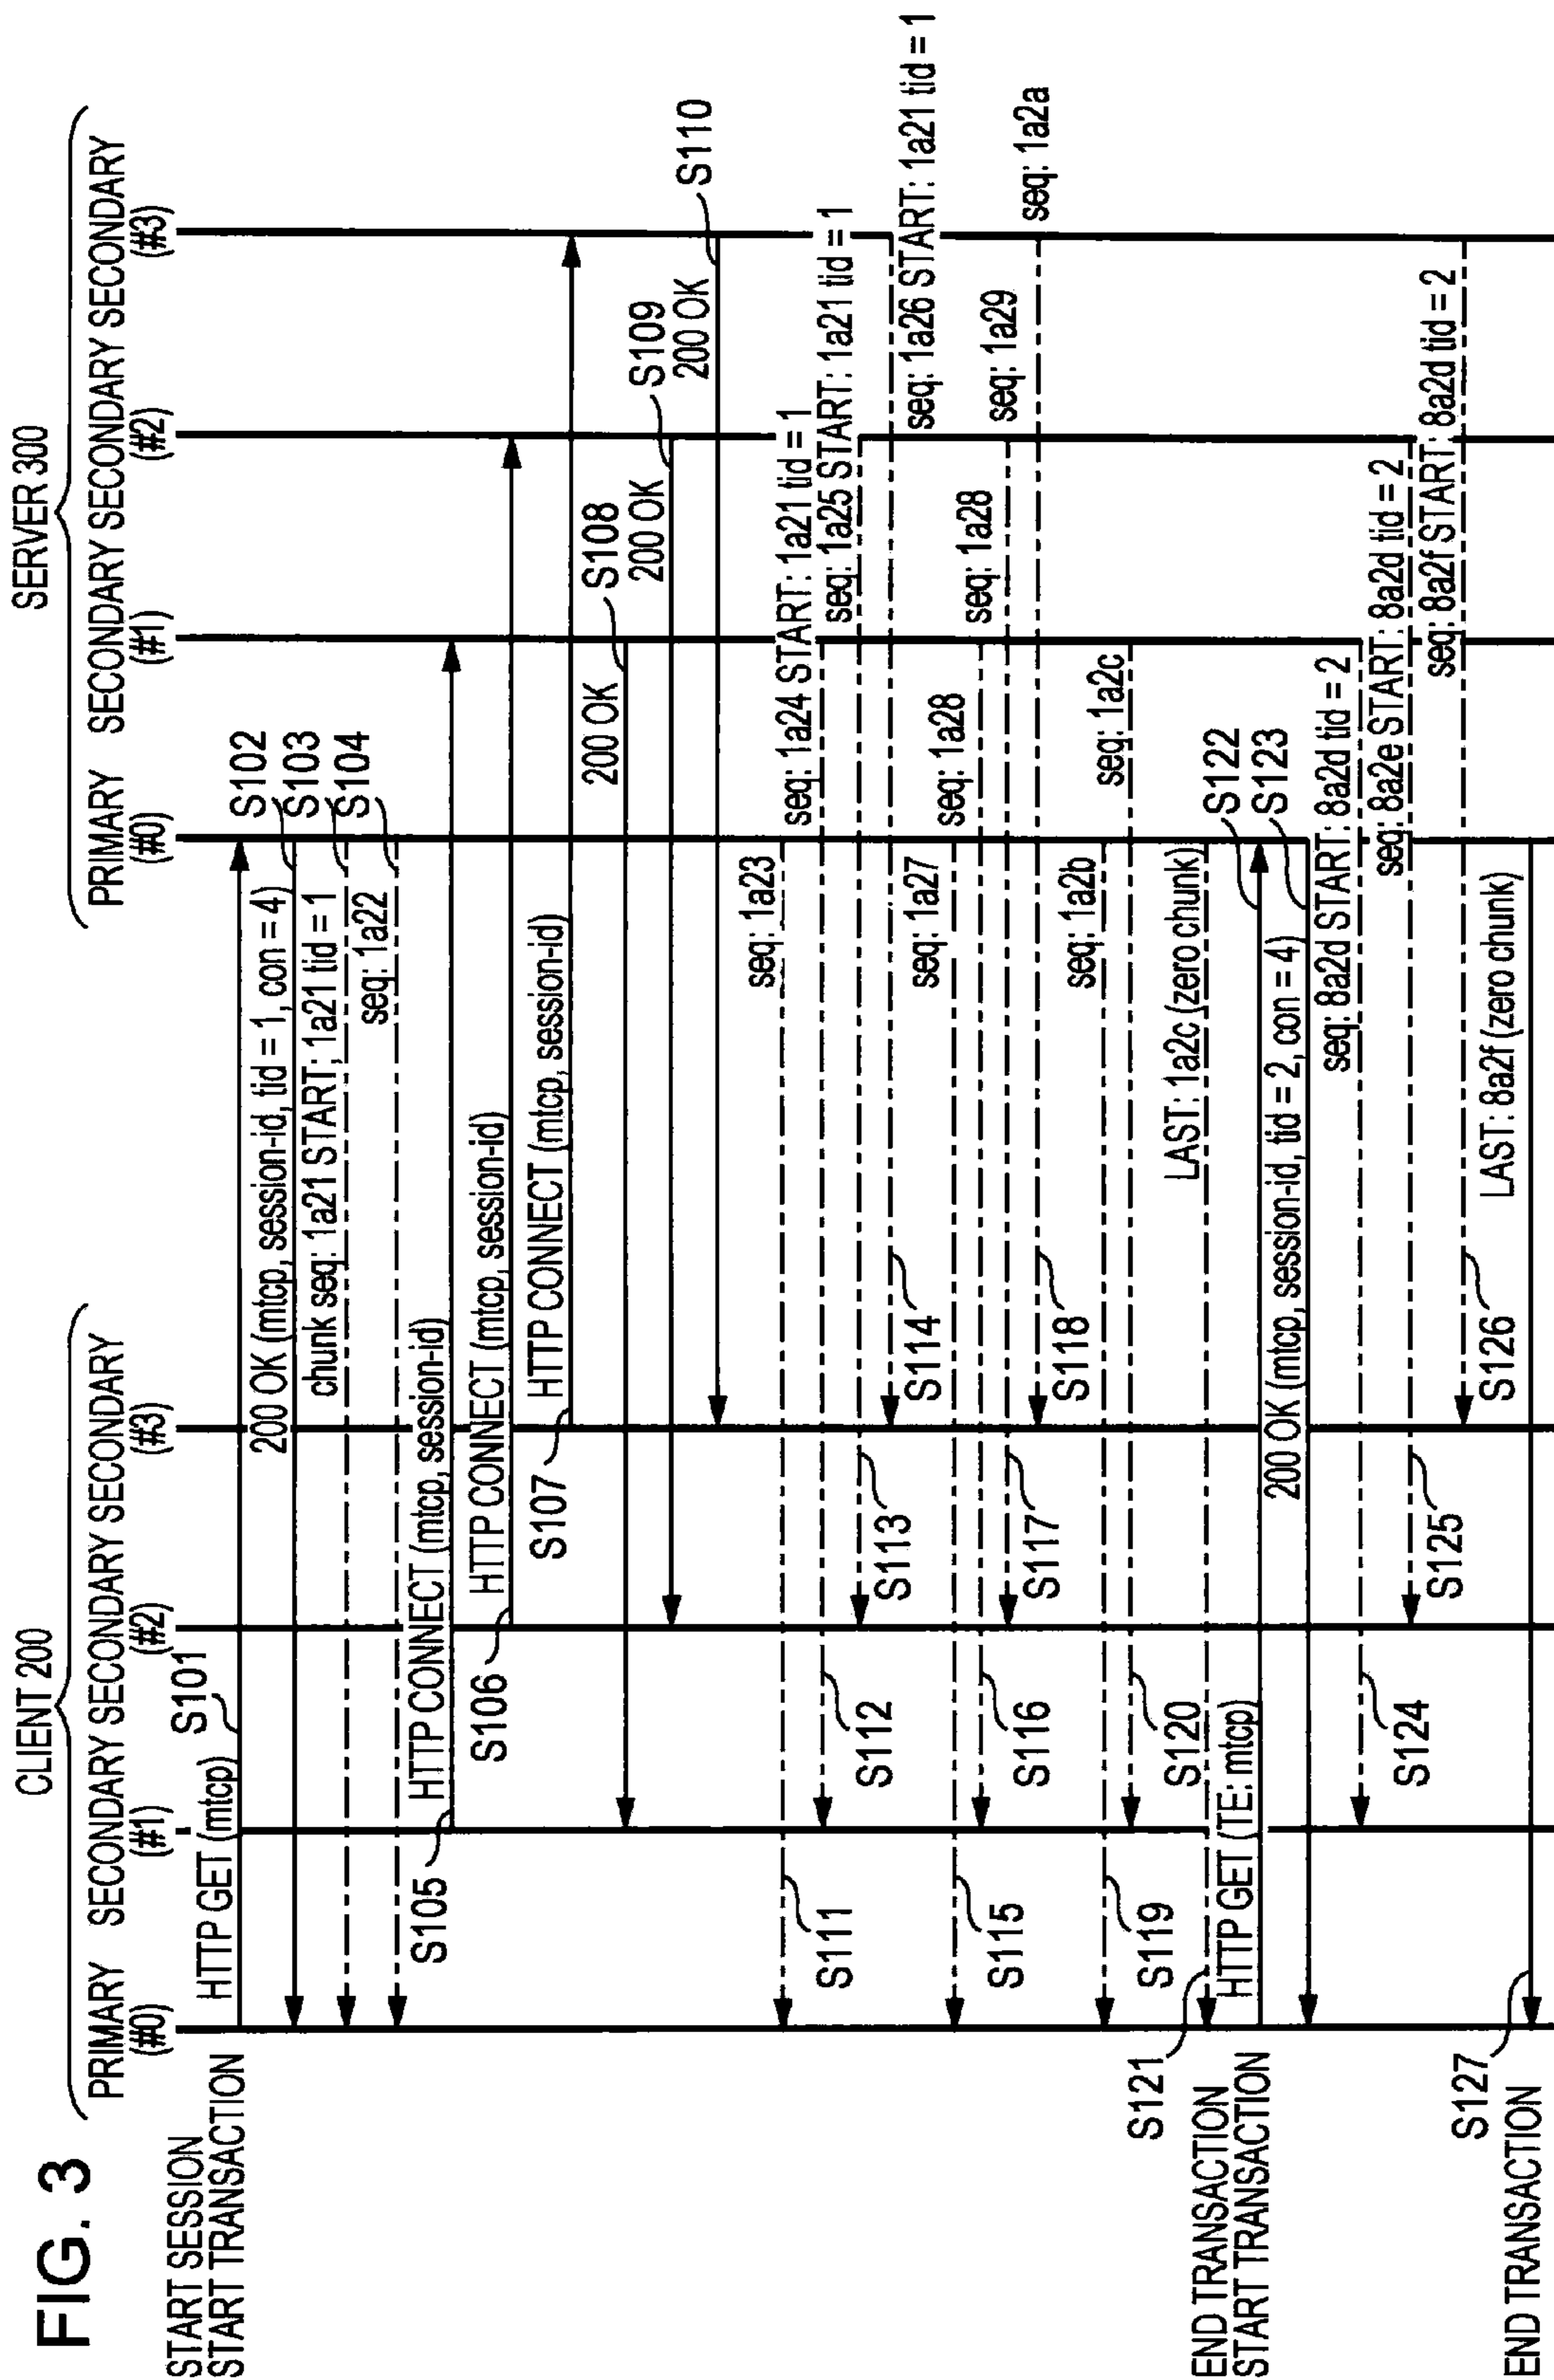 FIG. 3
CLIENT 200
SERVER 300
PRIMARY SECONDARY SECONDARY SECONDARY
(#0) (#1) (#2) (#3)
PRIMARY SECONDARY SECONDARY SECONDARY
(#0) (#1) (#2) (#3)
START SESSION
START TRANSACTION
HTTP GET (mtcp)
S101
200 OK (mtcp, session-id, tid = 1, con = 4)
S102
chunk seq: 1a21 START; 1a21 tid = 1
S103
seq: 1a22
S104
HTTP CONNECT (mtcp, session-id)
S105
HTTP CONNECT (mtcp, session-id)
S106
HTTP CONNECT (mtcp, session-id)
S107
200 OK
S108
200 OK
S109
200 OK
S110
seq: 1a23
S111
seq: 1a24 START: 1a21 tid = 1
S112
seq: 1a25 START: 1a21 tid = 1
S113
seq: 1a26 START: 1a21 tid = 1
S114
seq: 1a27
S115
seq: 1a28
S116
seq: 1a28
seq: 1a29
S117
seq: 1a2a
S118
seq: 1a2b
S119
seq: 1a2c
S120
LAST: 1a2c (zero chunk)
S121
END TRANSACTION
START TRANSACTION
HTTP GET (TE: mtcp)
S122
200 OK (mtcp, session-id, tid = 2, con = 4)
S123
seq: 8a2d START: 8a2d tid = 2
S124
seq: 8a2e START: 8a2d tid = 2
S125
seq: 8a2f START: 8a2d tid = 2
S126
LAST: 8a2f (zero chunk)
S127
END TRANSACTION